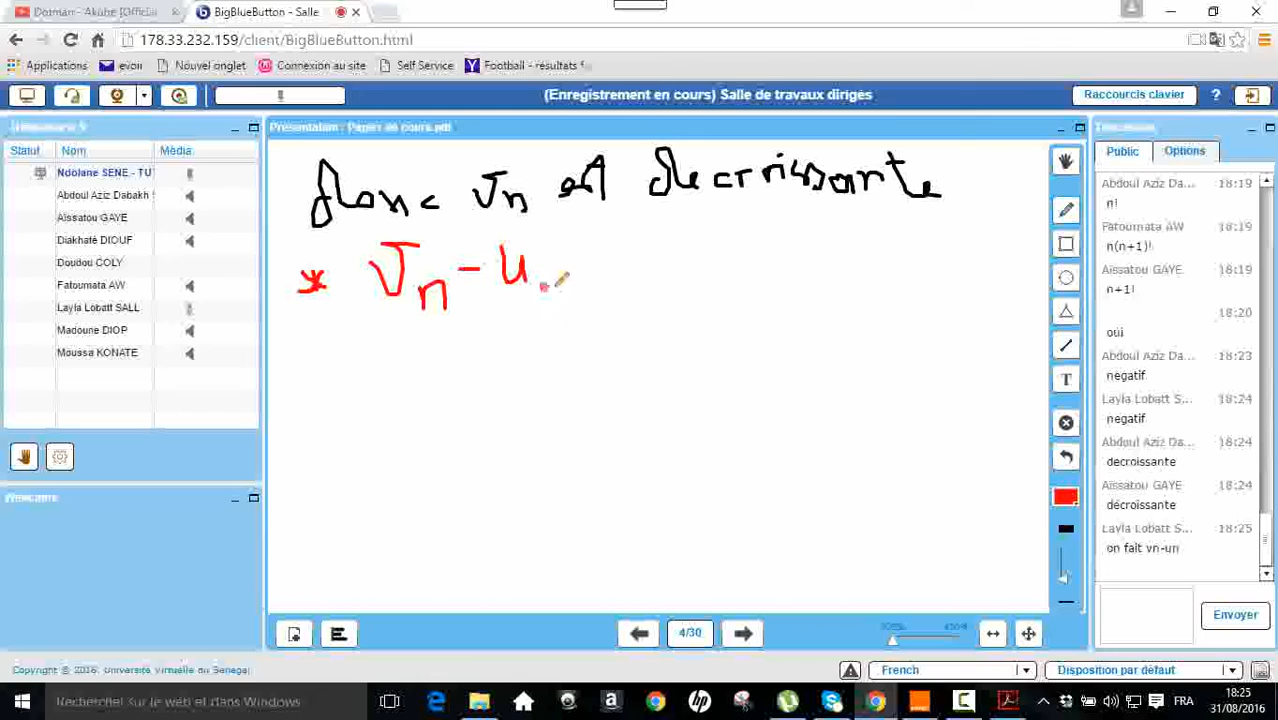 Dotman - Akube [Official
BigBlueButton - Salle
178.33.232.159/client/BigBlueButton.html
Applications
evon
Nouvel onglet
Connexion au site
Self Service
Football - résultats
(Enregistrement en cours) Salle de travaux dirigés
Raccourcis clavier
?
Présentation : Papier de cours.pdf
Statut Nom Média
Ndolane SENE - TU
Abdoul Aziz Dabakh
Aissatou GAYE
Diakhaté DIOUF
Doudou COLY
Fatoumata AW
Layla Lobatt SALL
Madoune DIOP
Moussa KONATE
Donc Vn est decroissante
* Vn - u
Public Options
Abdoul Aziz Da... 18:19
n!
Fatoumata AW 18:19
n(n+1)!
Aissatou GAYE 18:19
n+1!
18:20
oui
Abdoul Aziz Da... 18:23
negatif
Layla Lobatt S... 18:24
negatif
Abdoul Aziz Da... 18:24
decroissante
Aissatou GAYE 18:24
décroissante
Layla Lobatt S... 18:25
on fait vn-un
Envoyer
4/30
Copyright © 2016. Université virtuelle du Sénégal
French
Disposition par défaut
Rechercher sur le web et dans Windows
FRA
18:25
31/08/2016